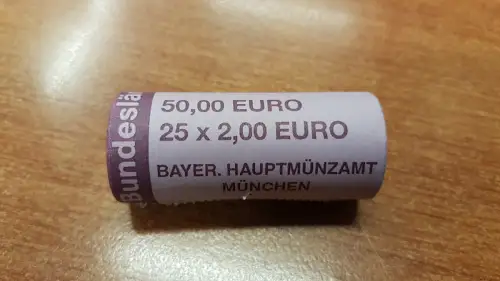 Bundeslä
50,00 EURO
25 x 2,00 EURO
BAYER. HAUPTMÜNZAMT
MÜNCHEN